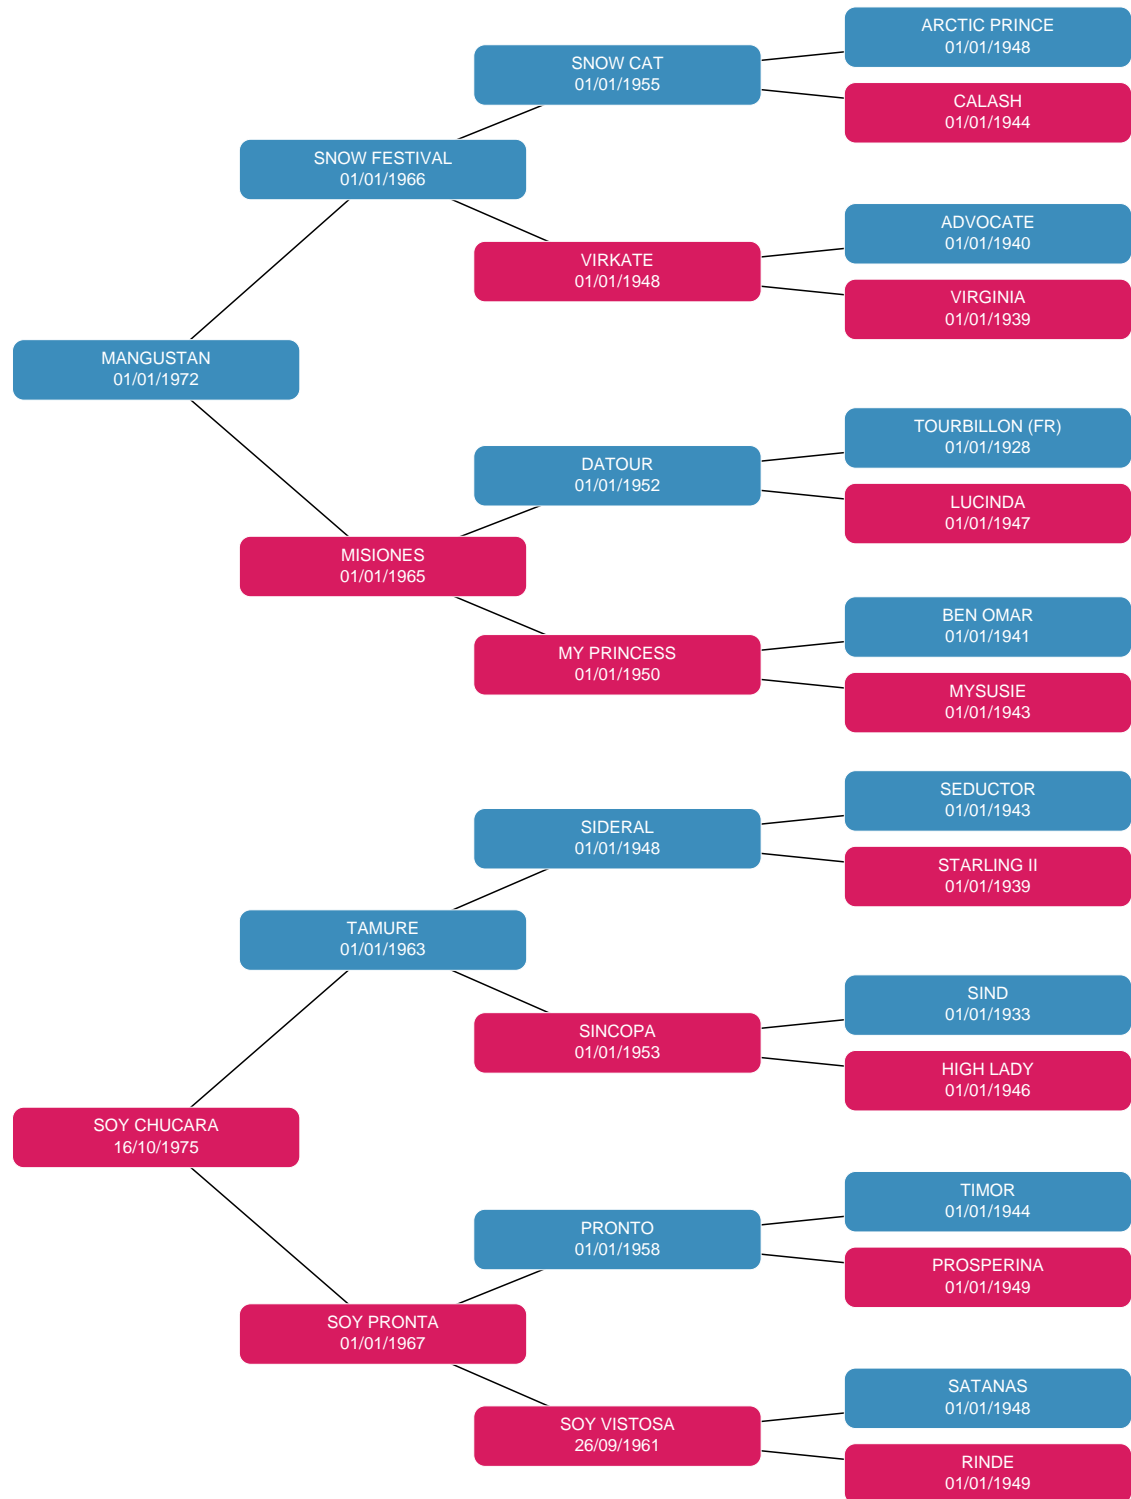 ARCTIC PRINCE
01/01/1948
SNOW CAT
01/01/1955
CALASH
01/01/1944
SNOW FESTIVAL
01/01/1966
ADVOCATE
01/01/1940
VIRKATE
01/01/1948
VIRGINIA
01/01/1939
MANGUSTAN
01/01/1972
TOURBILLON (FR)
01/01/1928
DATOUR
01/01/1952
LUCINDA
01/01/1947
MISIONES
01/01/1965
BEN OMAR
01/01/1941
MY PRINCESS
01/01/1950
MYSUSIE
01/01/1943
SEDUCTOR
01/01/1943
SIDERAL
01/01/1948
STARLING II
01/01/1939
TAMURE
01/01/1963
SIND
01/01/1933
SINCOPA
01/01/1953
HIGH LADY
01/01/1946
SOY CHUCARA
16/10/1975
TIMOR
01/01/1944
PRONTO
01/01/1958
PROSPERINA
01/01/1949
SOY PRONTA
01/01/1967
SATANAS
01/01/1948
SOY VISTOSA
26/09/1961
RINDE
01/01/1949